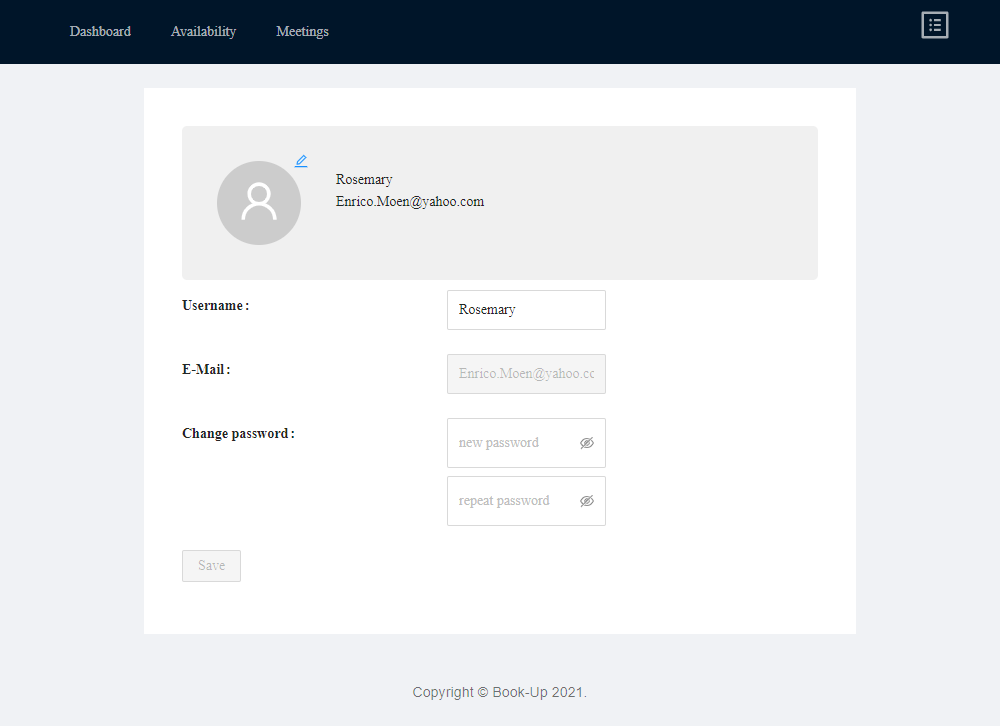 Dashboard Availability Meetings
Rosemary
Enrico.Moen@yahoo.com
Username :
Rosemary
E-Mail :
Enrico.Moen@yahoo.cc
Change password :
new password
repeat password
Save
Copyright © Book-Up 2021.